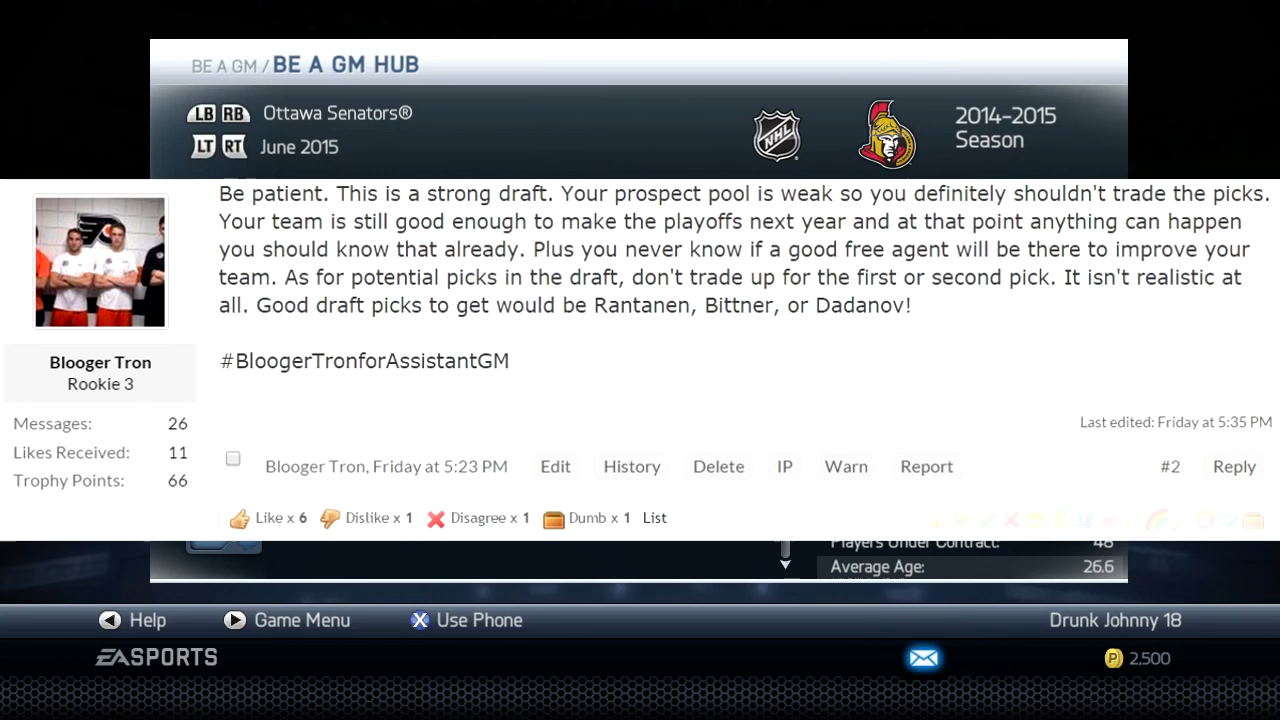 BE A GM / BE A GM HUB
LB RB Ottawa Senators®
LT RT June 2015
NHL
2014-2015
Season
Be patient. This is a strong draft. Your prospect pool is weak so you definitely shouldn't trade the picks.
Your team is still good enough to make the playoffs next year and at that point anything can happen
you should know that already. Plus you never know if a good free agent will be there to improve your
team. As for potential picks in the draft, don't trade up for the first or second pick. It isn't realistic at
all. Good draft picks to get would be Rantanen, Bittner, or Dadanov!
#BloogerTronforAssistantGM
Blooger Tron
Rookie 3
Messages: 26
Likes Received: 11
Trophy Points: 66
Last edited: Friday at 5:35 PM
Blooger Tron, Friday at 5:23 PM Edit History Delete IP Warn Report #2 Reply
Like x 6 Dislike x 1 Disagree x 1 Dumb x 1 List
Players Under Contract: 48
Average Age: 26.6
Help Game Menu X Use Phone Drunk Johnny 18
EA SPORTS P 2,500